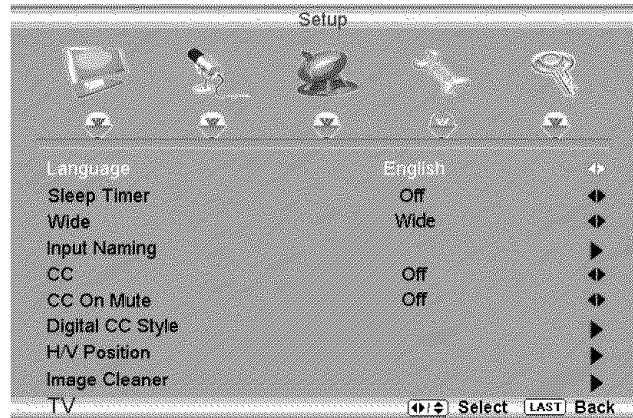 Setup
Language English
Sleep Timer Off
Wide Wide
Input Naming
CC Off
CC On Mute Off
Digital CC Style
H/V Position
Image Cleaner
TV Select LAST Back